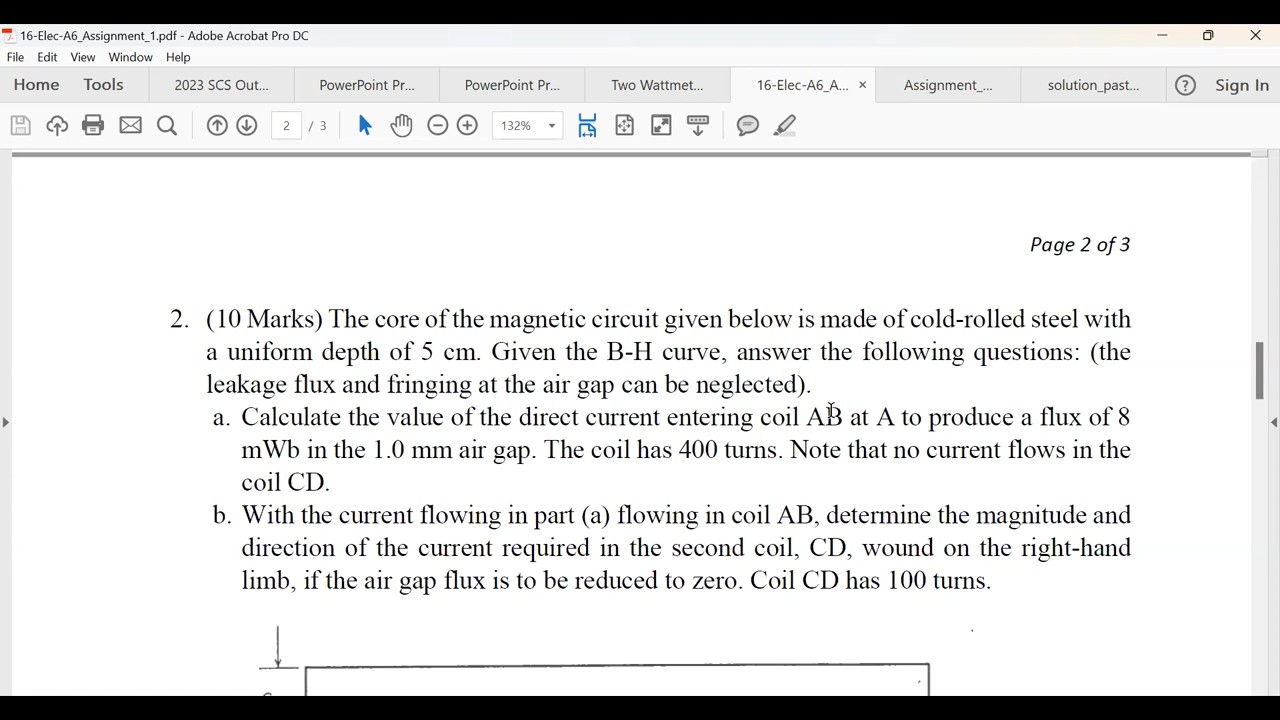 16-Elec-A6_Assignment_1.pdf - Adobe Acrobat Pro DC
File Edit View Window Help
Home Tools 2023 SCS Out... PowerPoint Pr... PowerPoint Pr... Two Wattmet... 16-Elec-A6_A... × Assignment_... solution_past... ? Sign In
2 / 3 132%
Page 2 of 3
2. (10 Marks) The core of the magnetic circuit given below is made of cold-rolled steel with
a uniform depth of 5 cm. Given the B-H curve, answer the following questions: (the
leakage flux and fringing at the air gap can be neglected).
a. Calculate the value of the direct current entering coil AB at A to produce a flux of 8
mWb in the 1.0 mm air gap. The coil has 400 turns. Note that no current flows in the
coil CD.
b. With the current flowing in part (a) flowing in coil AB, determine the magnitude and
direction of the current required in the second coil, CD, wound on the right-hand
limb, if the air gap flux is to be reduced to zero. Coil CD has 100 turns.